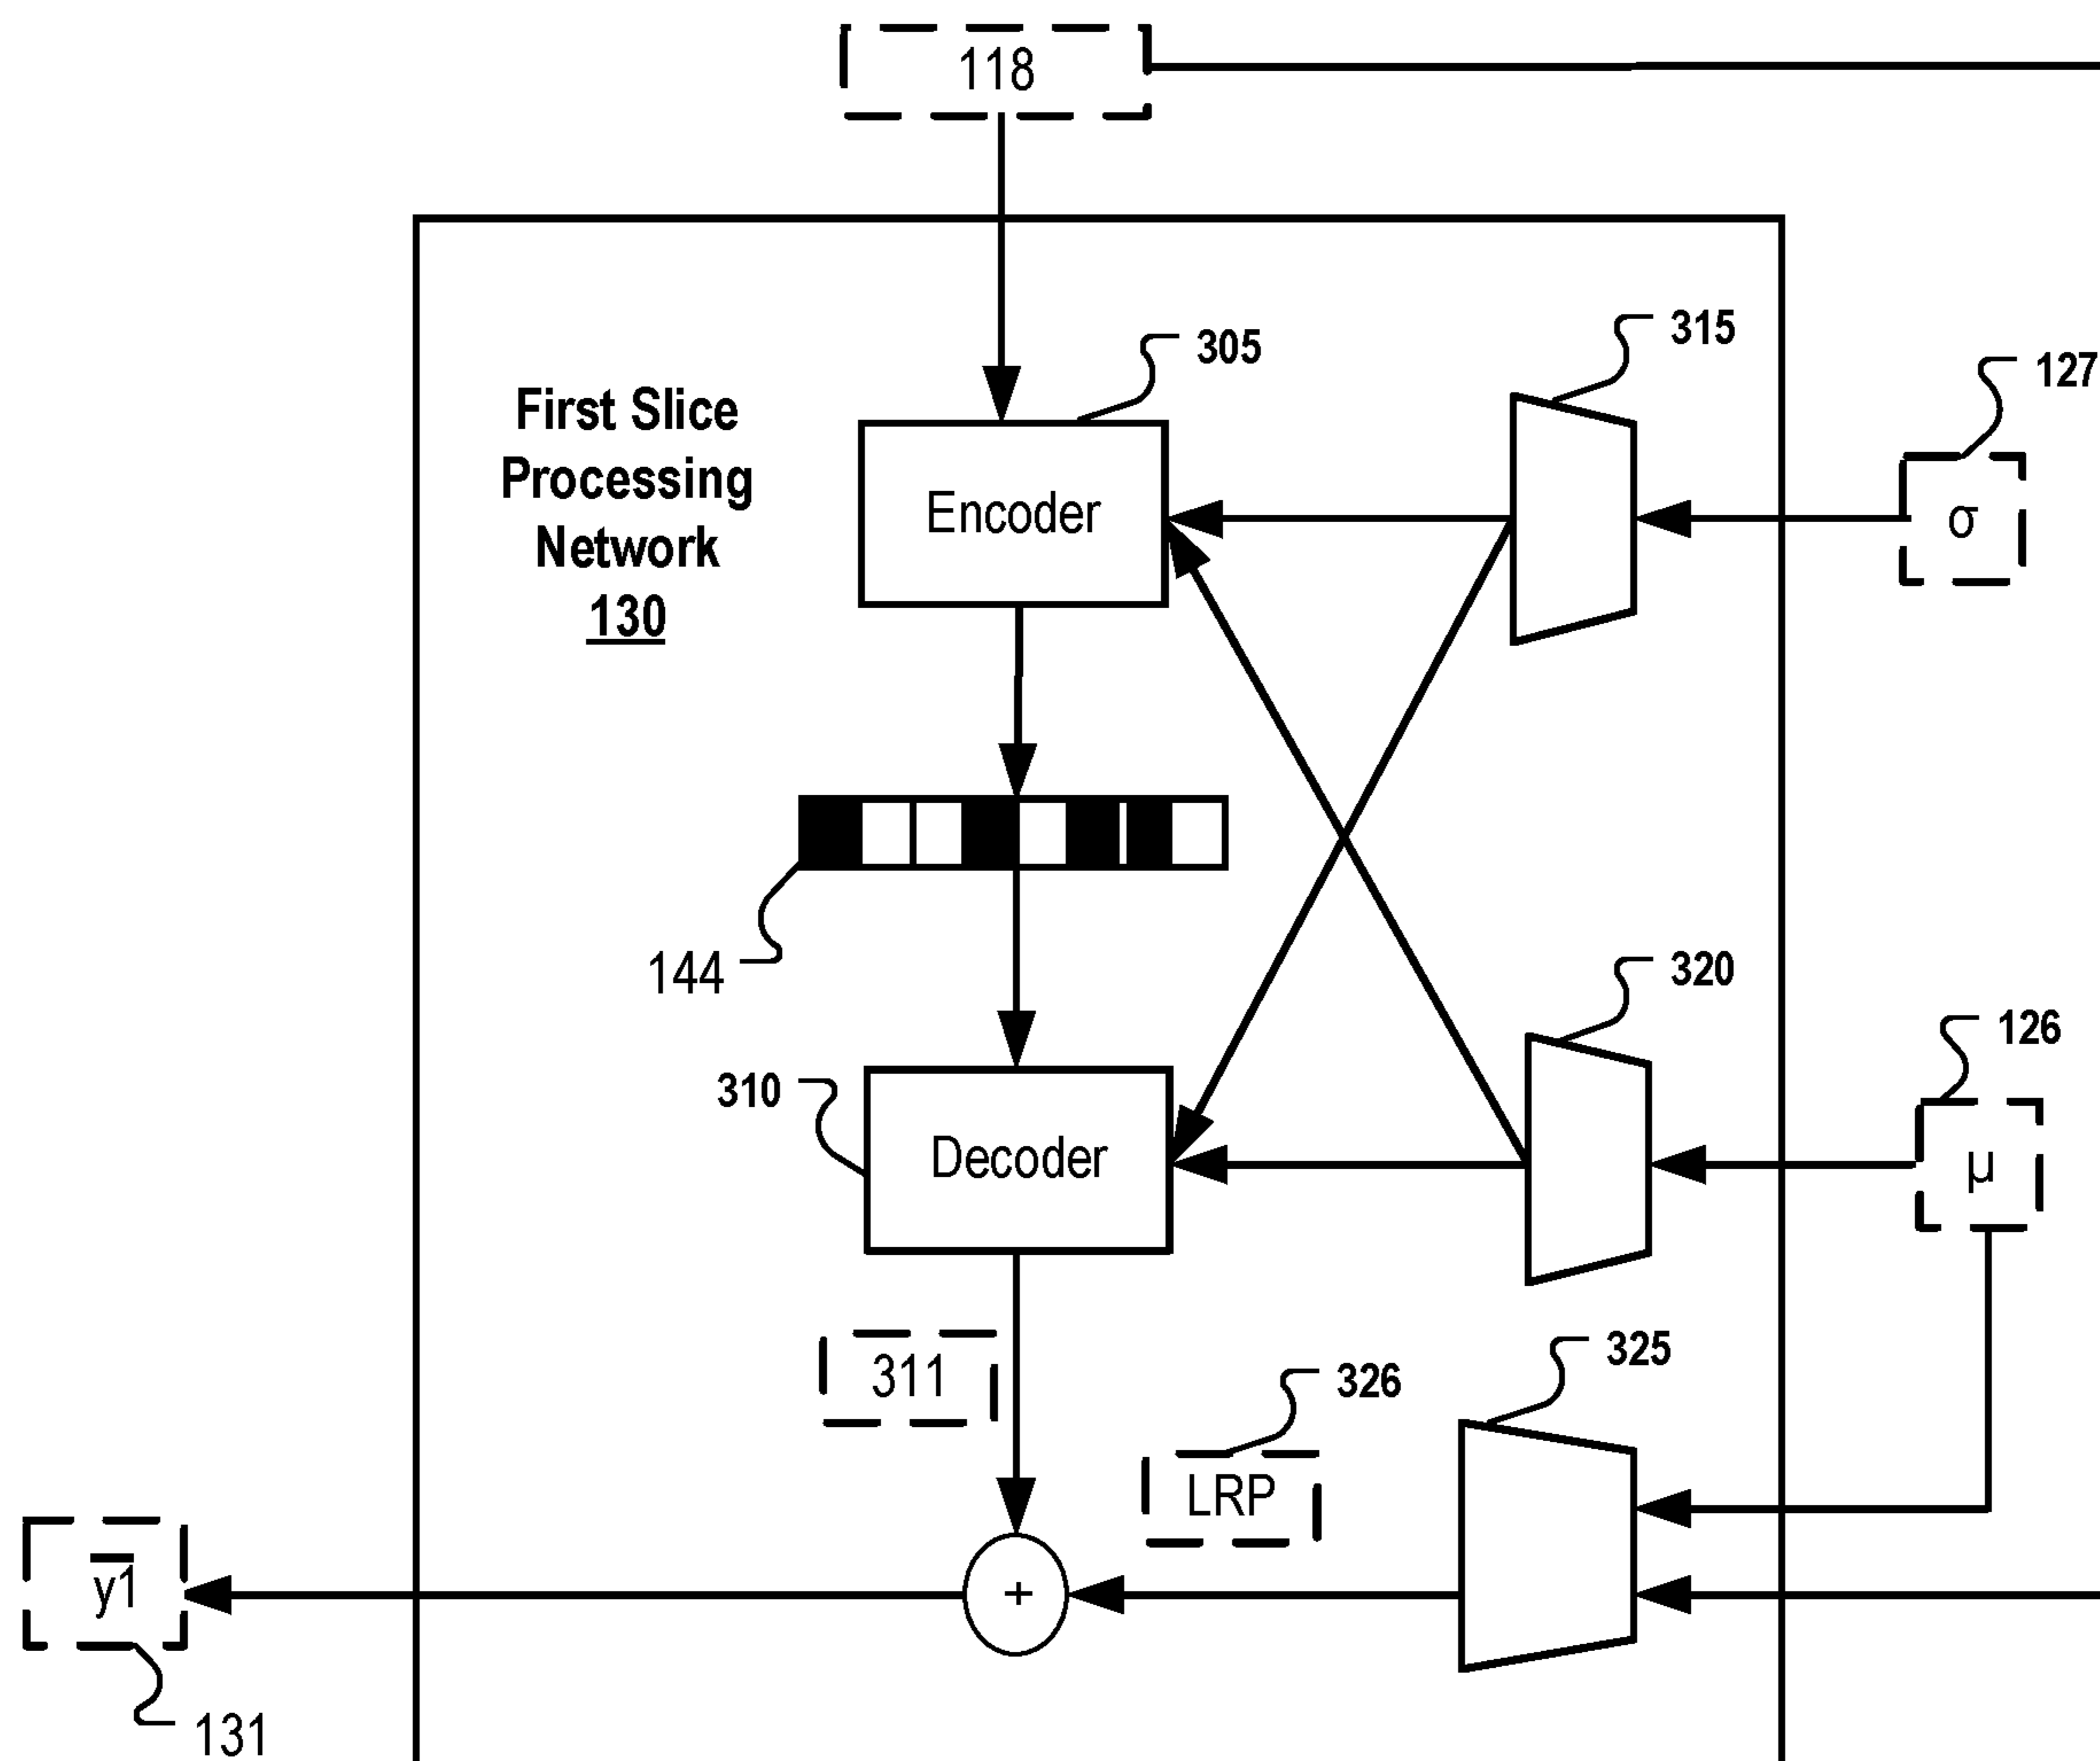 118
305
315
127
First Slice
Processing
Network
130
Encoder
σ
144
320
126
310
Decoder
μ
311
326
325
LRP
+
y̅1
131